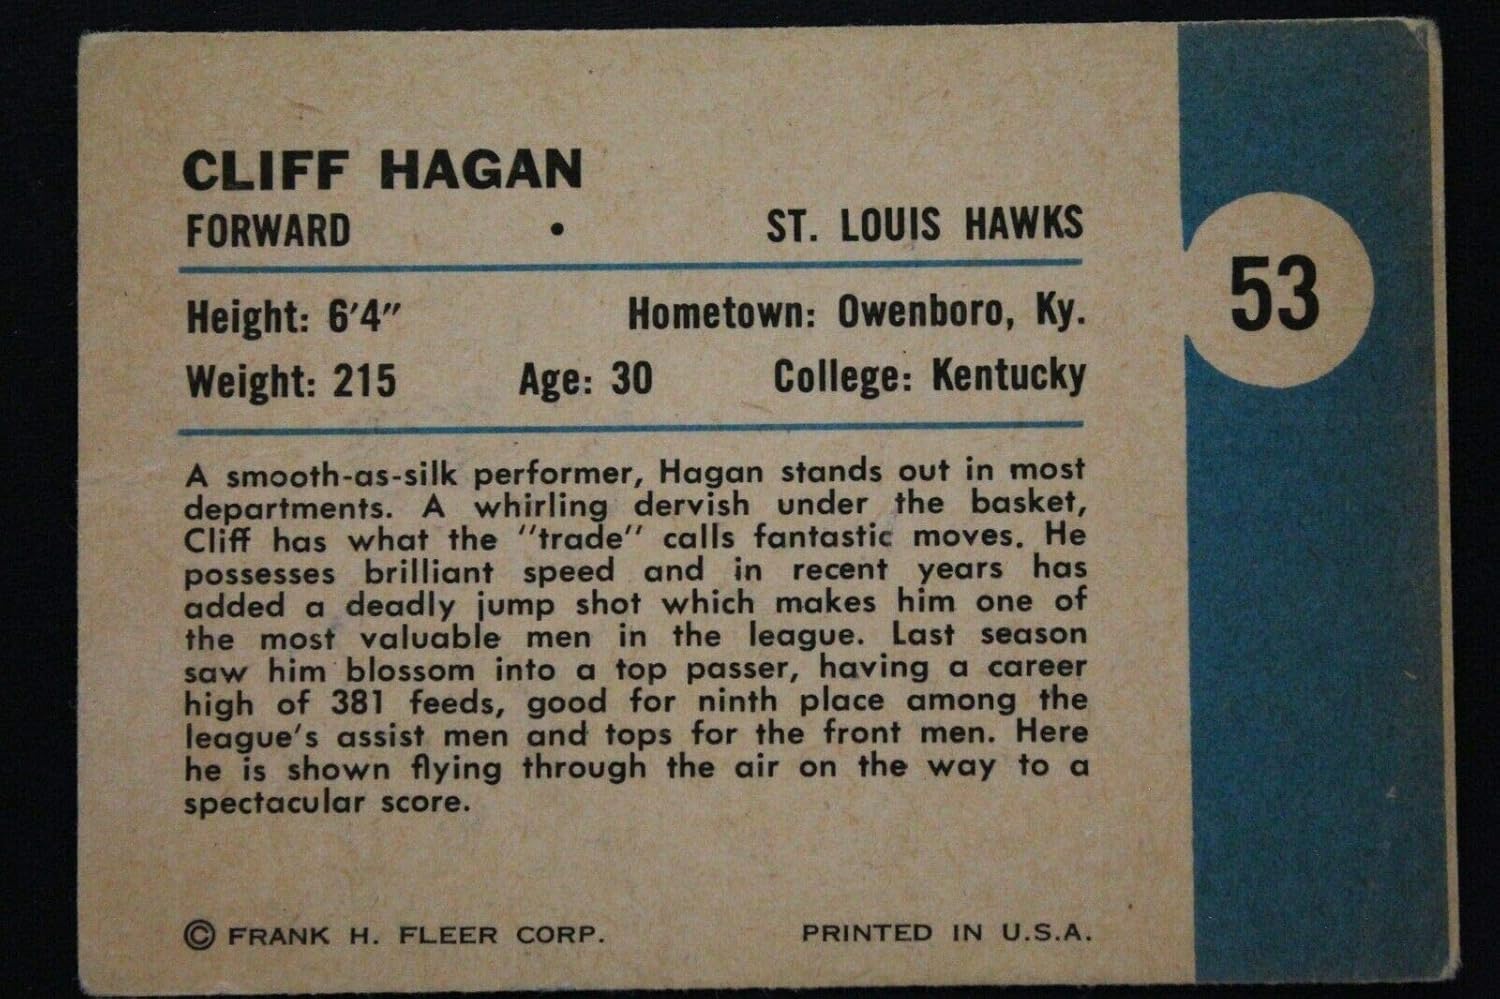 CLIFF HAGAN
FORWARD • ST. LOUIS HAWKS
53
Height: 6'4" Hometown: Owenboro, Ky.
Weight: 215 Age: 30 College: Kentucky
A smooth-as-silk performer, Hagan stands out in most
departments. A whirling dervish under the basket,
Cliff has what the "trade" calls fantastic moves. He
possesses brilliant speed and in recent years has
added a deadly jump shot which makes him one of
the most valuable men in the league. Last season
saw him blossom into a top passer, having a career
high of 381 feeds, good for ninth place among the
league's assist men and tops for the front men. Here
he is shown flying through the air on the way to a
spectacular score.
© FRANK H. FLEER CORP. PRINTED IN U.S.A.